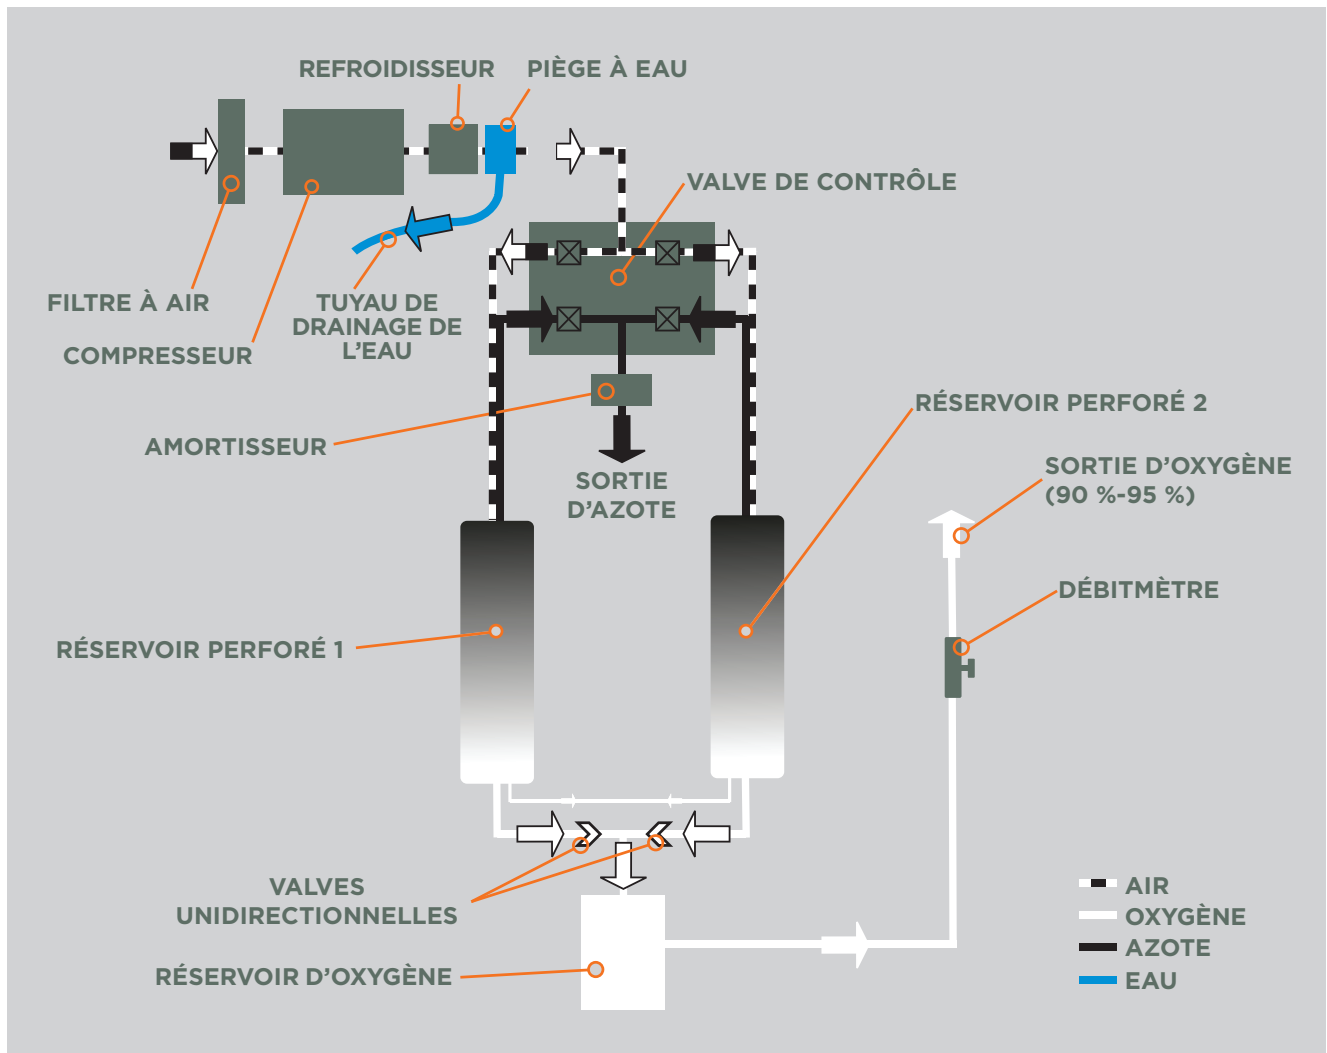 REFROIDISSEUR
PIÈGE À EAU
VALVE DE CONTRÔLE
FILTRE À AIR
TUYAU DE
DRAINAGE DE
L’EAU
COMPRESSEUR
RÉSERVOIR PERFORÉ 2
AMORTISSEUR
SORTIE
D’AZOTE
SORTIE D’OXYGÈNE
(90 %-95 %)
DÉBITMÈTRE
RÉSERVOIR PERFORÉ 1
VALVES
UNIDIRECTIONNELLES
RÉSERVOIR D’OXYGÈNE
AIR
OXYGÈNE
AZOTE
EAU